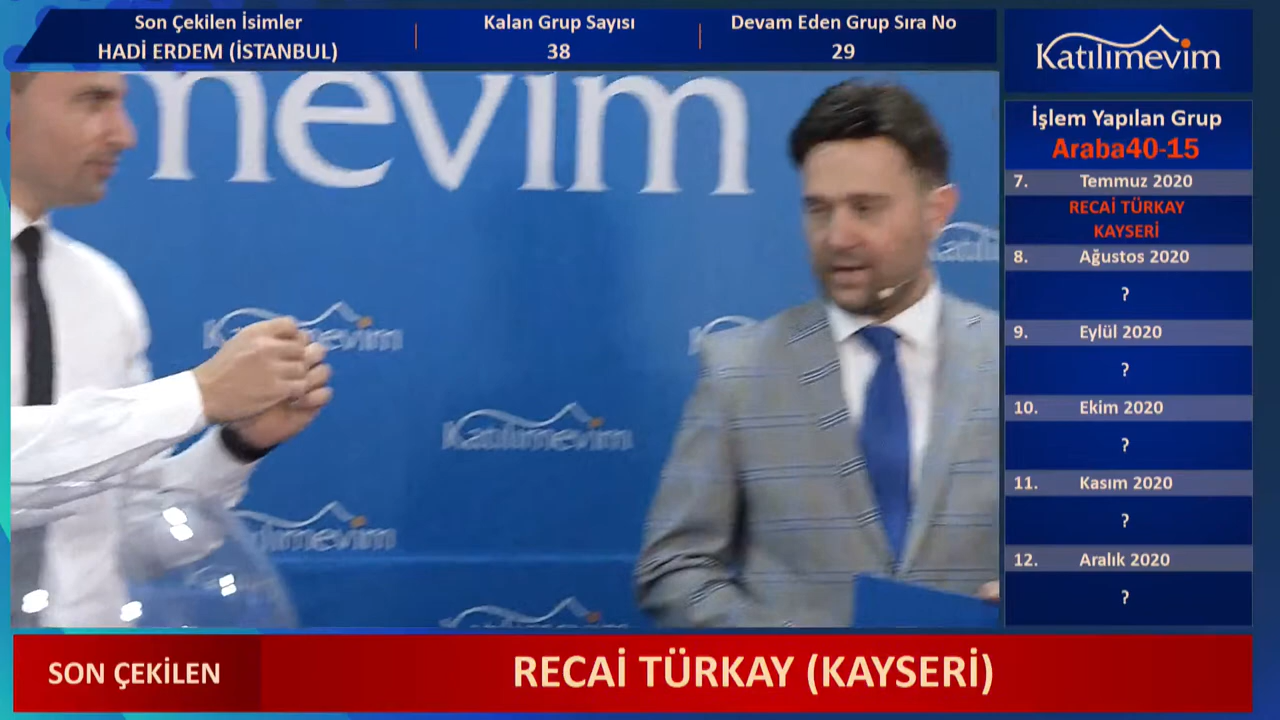 Son Çekilen İsimler
HADİ ERDEM (İSTANBUL)
Kalan Grup Sayısı
38
Devam Eden Grup Sıra No
29
Katılımevim
İşlem Yapılan Grup
Araba40-15
7. Temmuz 2020
RECAİ TÜRKAY
KAYSERİ
8. Ağustos 2020
?
9. Eylül 2020
?
10. Ekim 2020
?
11. Kasım 2020
?
12. Aralık 2020
?
mevim
Katılı
Katılımevim
Katılımevim
Katılımevim
SON ÇEKİLEN
RECAİ TÜRKAY (KAYSERİ)